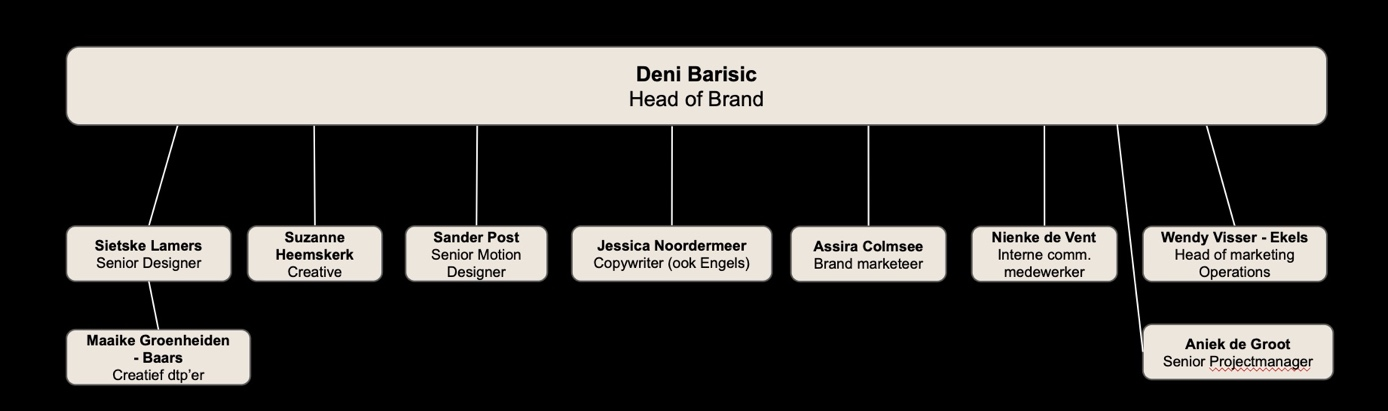 Deni Barisic
Head of Brand
Sietske Lamers
Senior Designer
Suzanne
Heemskerk
Creative
Sander Post
Senior Motion
Designer
Jessica Noordermeer
Copywriter (ook Engels)
Assira Colmsee
Brand marketeer
Nienke de Vent
Interne comm.
medewerker
Wendy Visser - Ekels
Head of marketing
Operations
Maaike Groenheiden
- Baars
Creatief dtp'er
Aniek de Groot
Senior Projectmanager